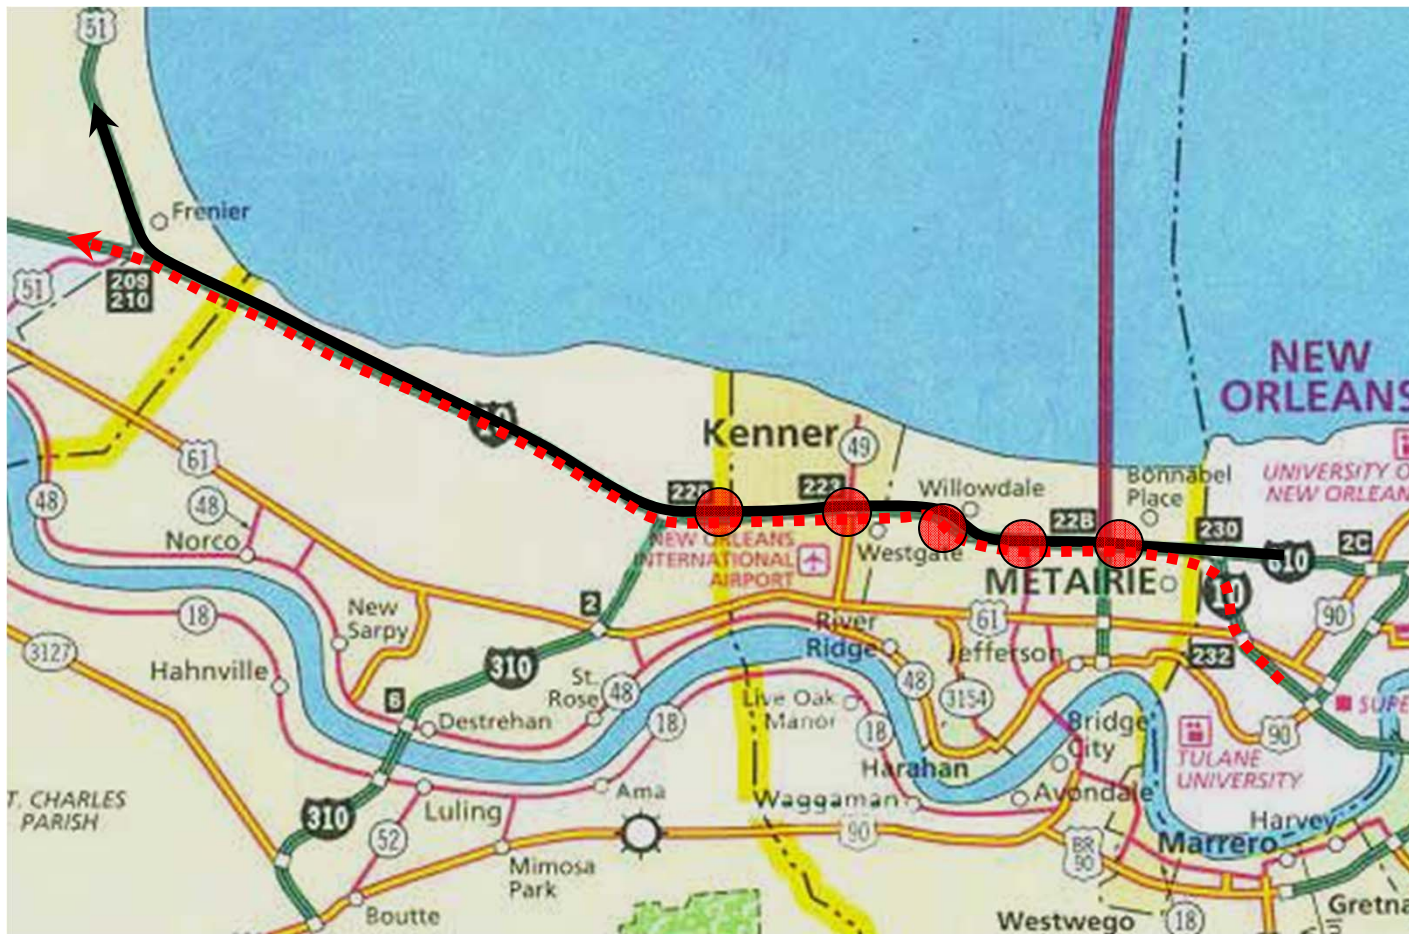 51
Frenier
51
209
210
NEW
ORLEANS
Kenner
49
223
Bonnabel
Place
UNIVERSITY O
NEW ORLEAN
Willowdale
61
48
48
Norco
NEW ORLEANS
INTERNATIONAL
AIRPORT
Westgate
METAIRIE
230
2C
610
90
2
New
Sarpy
18
River
Ridge
61
Jefferson
232
3127
Hahnville
310
St.
Rose
48
48
3154
Live Oak
Manor
18
18
SUPE
Destrehan
Bridge
City
90
TULANE
UNIVERSITY
Harahan
T. CHARLES
PARISH
Luling
Ama
Waggaman
Avondale
310
52
90
Harvey
Marrero
BR
90
Mimosa
Park
Boutte
Westwego
18
Gretna